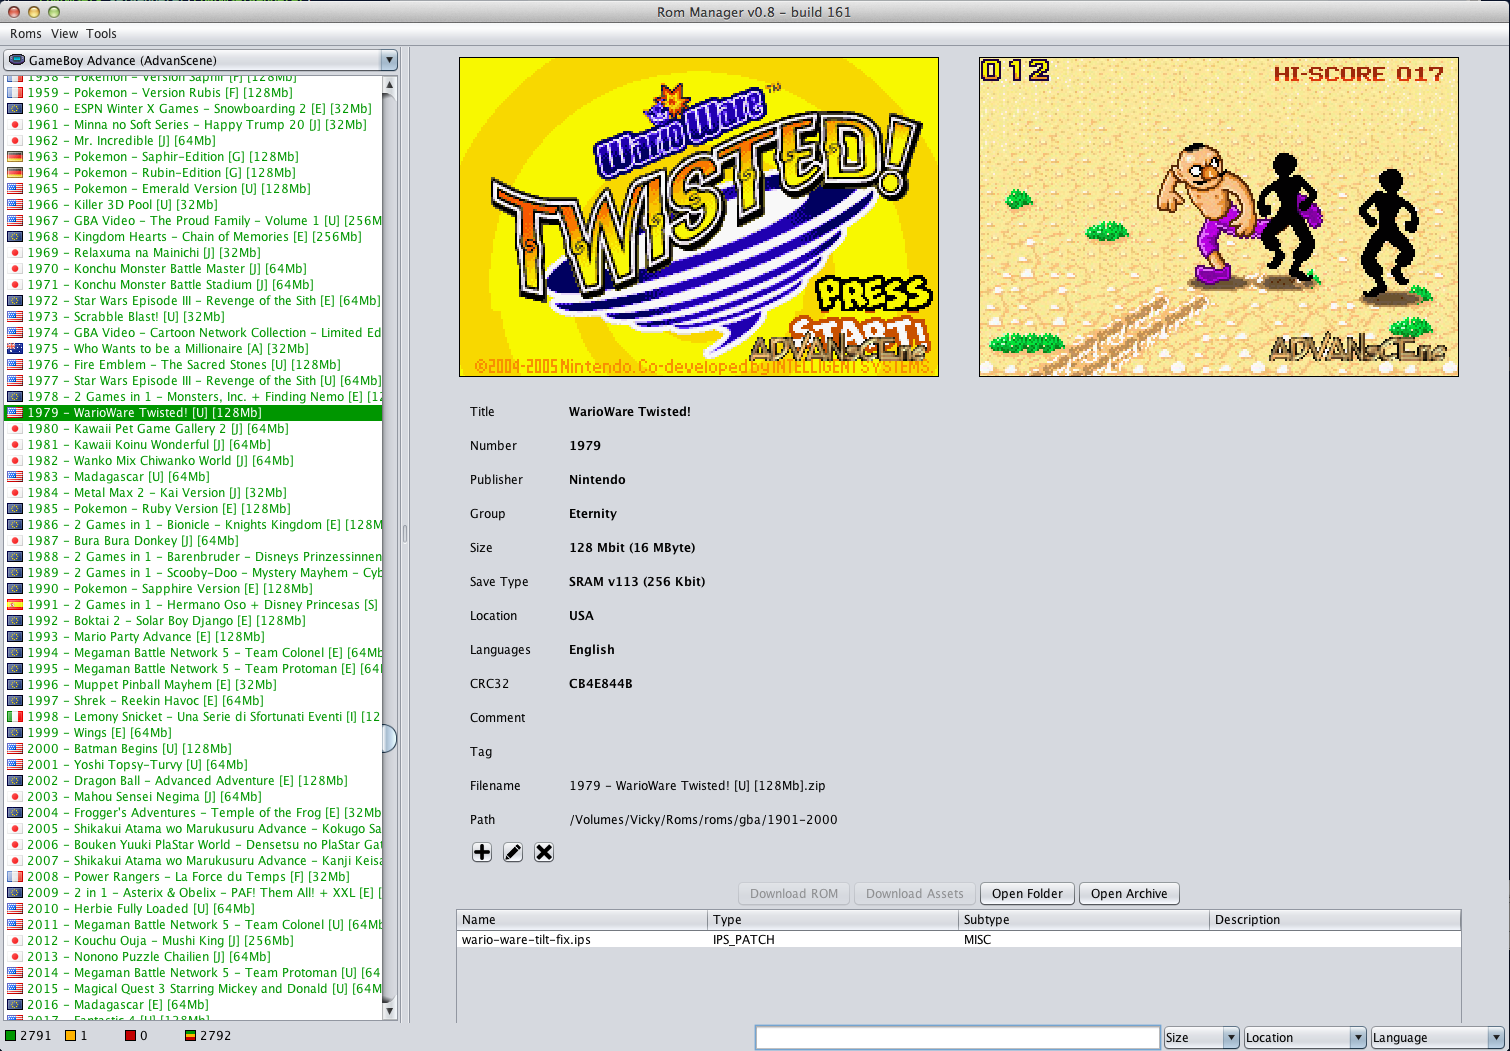 Rom Manager v0.8 – build 161
Roms View Tools
GameBoy Advance (AdvanScene)
1958 – Pokemon – Version Saphir [F] [128Mb]
1959 – Pokemon – Version Rubis [F] [128Mb]
1960 – ESPN Winter X Games – Snowboarding 2 [E] [32Mb]
1961 – Minna no Soft Series – Happy Trump 20 [J] [32Mb]
1962 – Mr. Incredible [J] [64Mb]
1963 – Pokemon – Saphir-Edition [G] [128Mb]
1964 – Pokemon – Rubin-Edition [G] [128Mb]
1965 – Pokemon – Emerald Version [U] [128Mb]
1966 – Killer 3D Pool [U] [32Mb]
1967 – GBA Video – The Proud Family – Volume 1 [U] [256M
1968 – Kingdom Hearts – Chain of Memories [E] [256Mb]
1969 – Relaxuma na Mainichi [J] [32Mb]
1970 – Konchu Monster Battle Master [J] [64Mb]
1971 – Konchu Monster Battle Stadium [J] [64Mb]
1972 – Star Wars Episode III – Revenge of the Sith [E] [64Mb]
1973 – Scrabble Blast! [U] [32Mb]
1974 – GBA Video – Cartoon Network Collection – Limited Ed
1975 – Who Wants to be a Millionaire [A] [32Mb]
1976 – Fire Emblem – The Sacred Stones [U] [128Mb]
1977 – Star Wars Episode III – Revenge of the Sith [U] [64Mb]
1978 – 2 Games in 1 – Monsters, Inc. + Finding Nemo [E] [12
1979 – WarioWare Twisted! [U] [128Mb]
1980 – Kawaii Pet Game Gallery 2 [J] [64Mb]
1981 – Kawaii Koinu Wonderful [J] [64Mb]
1982 – Wanko Mix Chiwanko World [J] [64Mb]
1983 – Madagascar [U] [64Mb]
1984 – Metal Max 2 – Kai Version [J] [32Mb]
1985 – Pokemon – Ruby Version [E] [128Mb]
1986 – 2 Games in 1 – Bionicle – Knights Kingdom [E] [128M
1987 – Bura Bura Donkey [J] [64Mb]
1988 – 2 Games in 1 – Barenbruder – Disneys Prinzessinnen
1989 – 2 Games in 1 – Scooby-Doo – Mystery Mayhem – Cyb
1990 – Pokemon – Sapphire Version [E] [128Mb]
1991 – 2 Games in 1 – Hermano Oso + Disney Princesas [S]
1992 – Boktai 2 – Solar Boy Django [E] [128Mb]
1993 – Mario Party Advance [E] [128Mb]
1994 – Megaman Battle Network 5 – Team Colonel [E] [64Mb
1995 – Megaman Battle Network 5 – Team Protoman [E] [64M
1996 – Muppet Pinball Mayhem [E] [32Mb]
1997 – Shrek – Reekin Havoc [E] [64Mb]
1998 – Lemony Snicket – Una Serie di Sfortunati Eventi [I] [12
1999 – Wings [E] [64Mb]
2000 – Batman Begins [U] [128Mb]
2001 – Yoshi Topsy-Turvy [U] [64Mb]
2002 – Dragon Ball – Advanced Adventure [E] [128Mb]
2003 – Mahou Sensei Negima [J] [64Mb]
2004 – Frogger's Adventures – Temple of the Frog [E] [32Mb
2005 – Shikakui Atama wo Marukusuru Advance – Kokugo Sa
2006 – Bouken Yuuki PlaStar World – Densetsu no PlaStar Gat
2007 – Shikakui Atama wo Marukusuru Advance – Kanji Keisa
2008 – Power Rangers – La Force du Temps [F] [32Mb]
2009 – 2 in 1 – Asterix & Obelix – PAF! Them All! + XXL [E] [
2010 – Herbie Fully Loaded [U] [64Mb]
2011 – Megaman Battle Network 5 – Team Colonel [U] [64Mb
2012 – Kouchu Ouja – Mushi King [J] [256Mb]
2013 – Nonono Puzzle Chailien [J] [64Mb]
2014 – Megaman Battle Network 5 – Team Protoman [U] [64
2015 – Magical Quest 3 Starring Mickey and Donald [U] [64M
2016 – Madagascar [E] [64Mb]
2017 – Fantastic 4 [U] [128Mb]
2791 1 0 2792
WarioWare™
TWISTED!
PRESS
START!
ADVANsCEne
©2004-2005 Nintendo. Co-developed by INTELLIGENT SYSTEMS.
012 HI-SCORE 017
ADVANsCEne
Title WarioWare Twisted!
Number 1979
Publisher Nintendo
Group Eternity
Size 128 Mbit (16 MByte)
Save Type SRAM v113 (256 Kbit)
Location USA
Languages English
CRC32 CB4E844B
Comment
Tag
Filename 1979 – WarioWare Twisted! [U] [128Mb].zip
Path /Volumes/Vicky/Roms/roms/gba/1901-2000
Download ROM Download Assets Open Folder Open Archive
Name Type Subtype Description
wario-ware-tilt-fix.ips IPS_PATCH MISC
Size Location Language